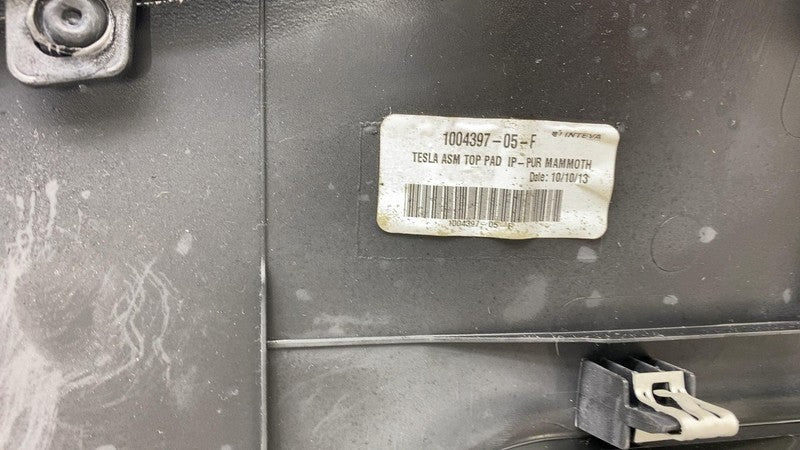 1004397-05-F INTEVA
TESLA ASM TOP PAD IP-PUR MAMMOTH
Date: 10/10/13
1004397-05 F